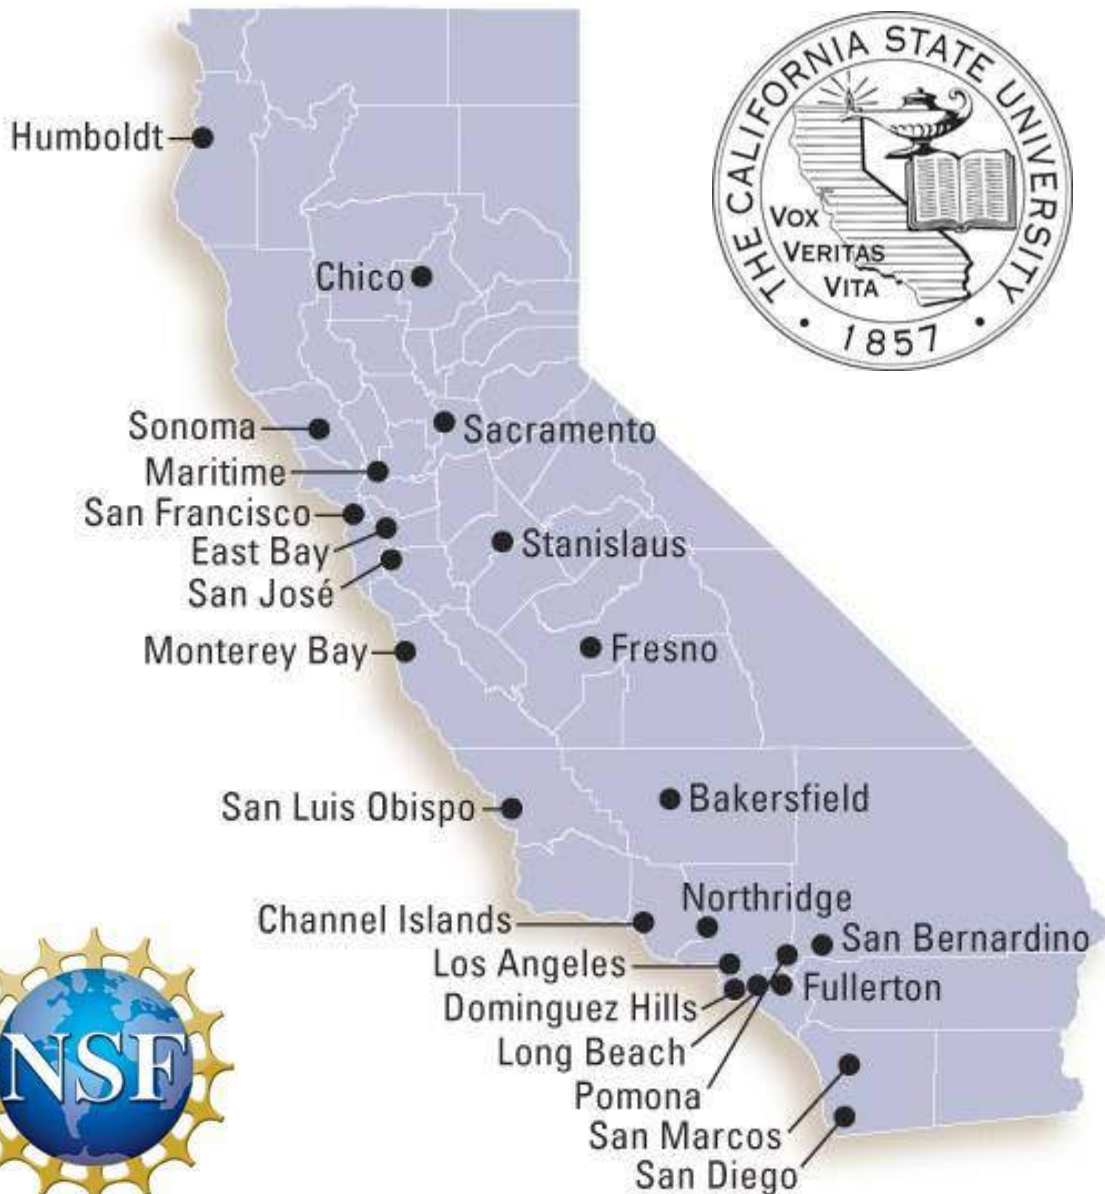 THE CALIFORNIA STATE UNIVERSITY
VOX
VERITAS
VITA
· 1857 ·
Humboldt
Chico
Sonoma
Sacramento
Maritime
San Francisco
East Bay
Stanislaus
San José
Monterey Bay
Fresno
San Luis Obispo
Bakersfield
Northridge
Channel Islands
San Bernardino
Los Angeles
Fullerton
Dominguez Hills
Long Beach
Pomona
San Marcos
San Diego
NSF